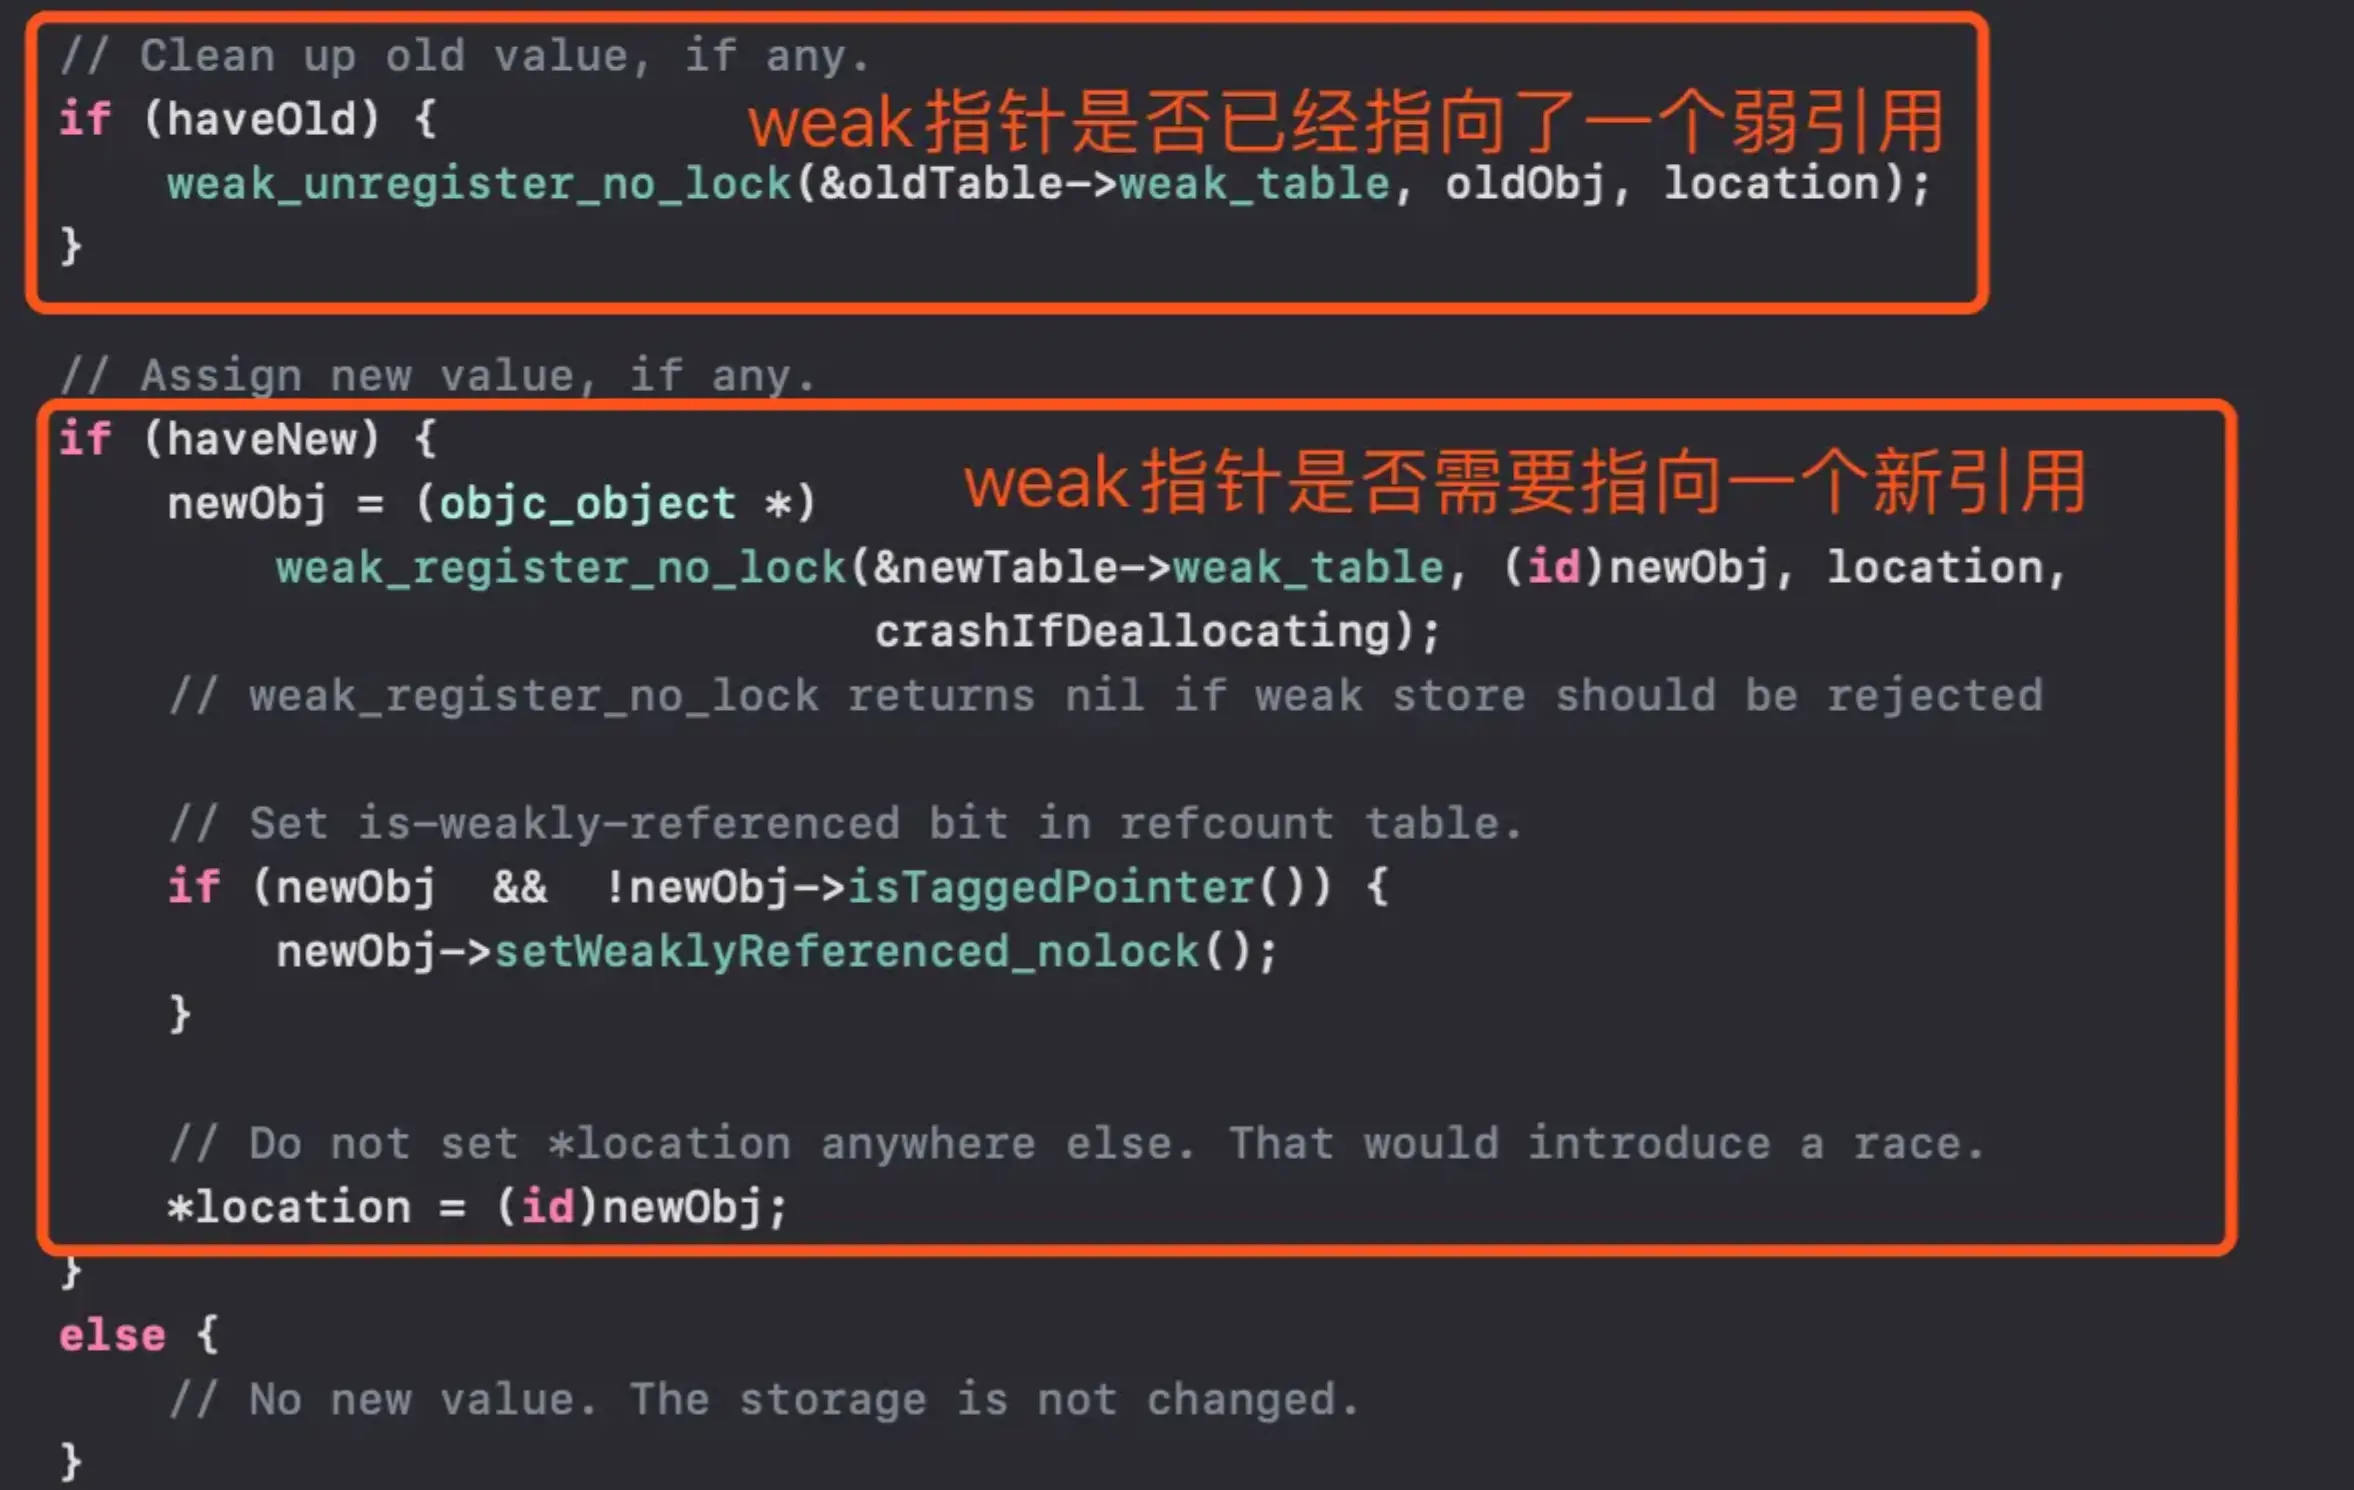 // Clean up old value, if any.
if (haveOld) {
weak指针是否已经指向了一个弱引用
    weak_unregister_no_lock(&oldTable->weak_table, oldObj, location);
}
// Assign new value, if any.
if (haveNew) {
weak指针是否需要指向一个新引用
    newObj = (objc_object *)
        weak_register_no_lock(&newTable->weak_table, (id)newObj, location,
                              crashIfDeallocating);
    // weak_register_no_lock returns nil if weak store should be rejected
    // Set is-weakly-referenced bit in refcount table.
    if (newObj  &&  !newObj->isTaggedPointer()) {
        newObj->setWeaklyReferenced_nolock();
    }
    // Do not set *location anywhere else. That would introduce a race.
    *location = (id)newObj;
}
else {
    // No new value. The storage is not changed.
}